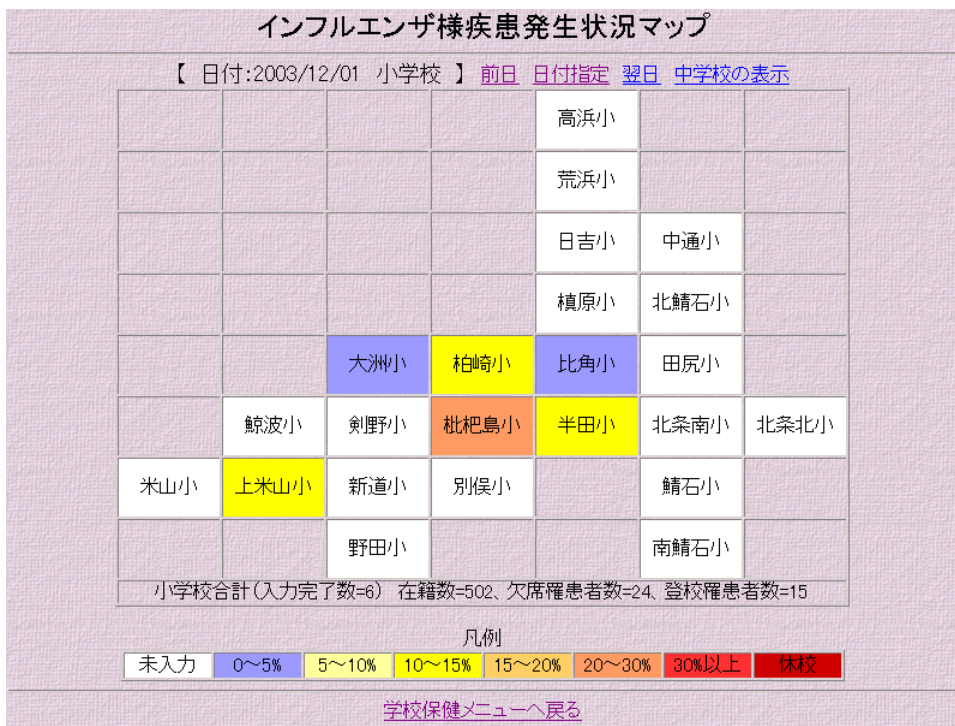 インフルエンザ様疾患発生状況マップ
【 日付:2003/12/01 小学校 】 前日 日付指定 翌日 中学校の表示
高浜小
荒浜小
日吉小 中通小
槙原小 北鯖石小
大洲小 柏崎小 比角小 田尻小
鯨波小 剣野小 枇杷島小 半田小 北条南小 北条北小
米山小 上米山小 新道小 別俣小 鯖石小
野田小 南鯖石小
小学校合計(入力完了数=6) 在籍数=502、欠席罹患者数=24、登校罹患者数=15
凡例
未入力 0～5% 5～10% 10～15% 15～20% 20～30% 30%以上 休校
学校保健メニューへ戻る